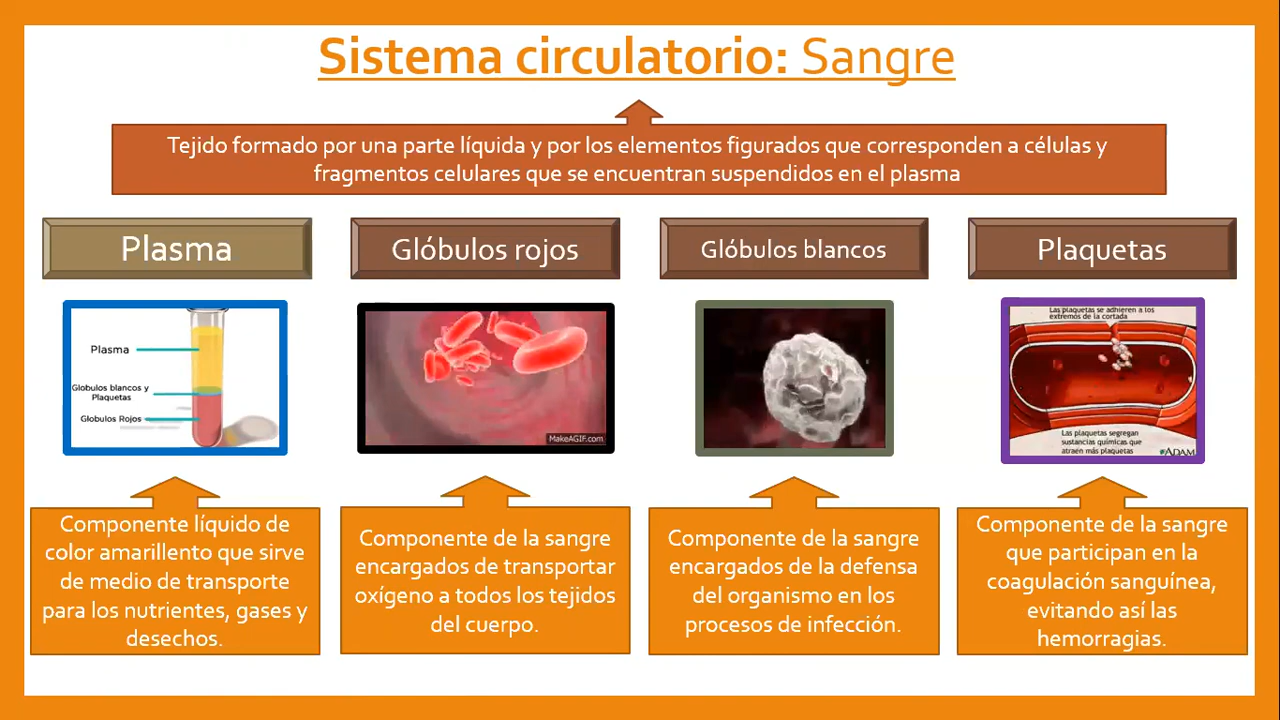 Sistema circulatorio: Sangre
Tejido formado por una parte líquida y por los elementos figurados que corresponden a células y
fragmentos celulares que se encuentran suspendidos en el plasma
Plasma
Glóbulos rojos
Glóbulos blancos
Plaquetas
Plasma
Globulos blancos y
Plaquetas
Globulos Rojos
MakeAGIF.com
Las plaquetas se adhieren a los
extremos de la cortada
Las plaquetas segregan
sustancias químicas que
atraen más plaquetas
ADAM
Componente líquido de
color amarillento que sirve
de medio de transporte
para los nutrientes, gases y
desechos.
Componente de la sangre
encargados de transportar
oxígeno a todos los tejidos
del cuerpo.
Componente de la sangre
encargados de la defensa
del organismo en los
procesos de infección.
Componente de la sangre
que participan en la
coagulación sanguínea,
evitando así las
hemorragias.